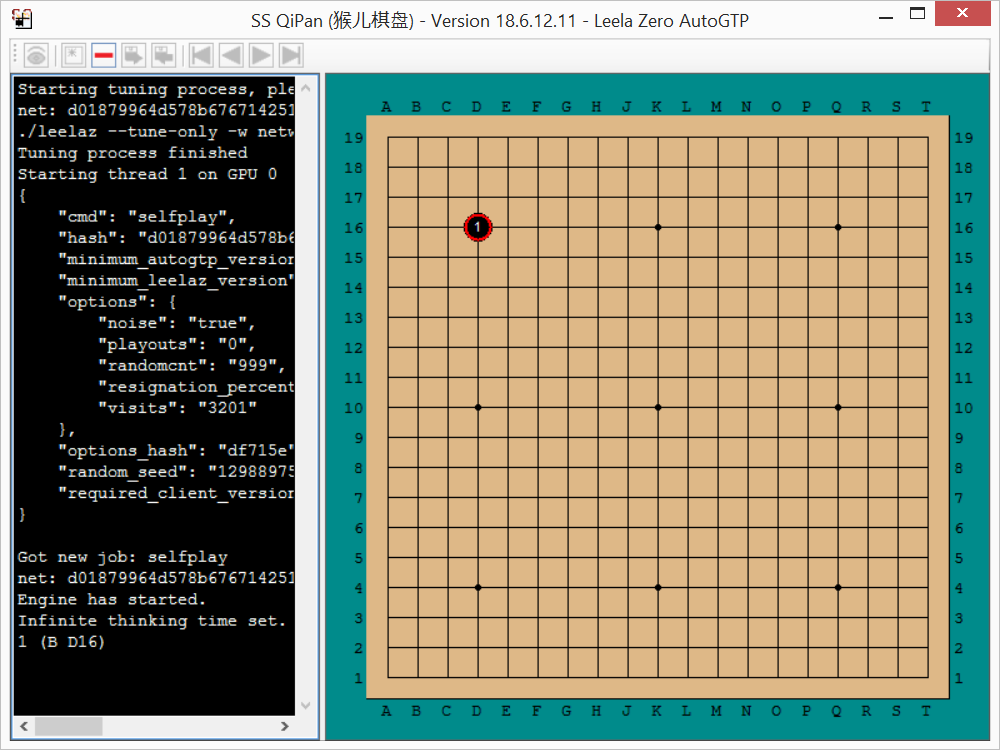 SS QiPan (猴儿棋盘) - Version 18.6.12.11 - Leela Zero AutoGTP
Starting tuning process, ple
net: d01879964d578b676714251
./leelaz --tune-only -w netw
Tuning process finished
Starting thread 1 on GPU 0
{
"cmd": "selfplay",
"hash": "d01879964d578b6
"minimum_autogtp_version
"minimum_leelaz_version"
"options": {
"noise": "true",
"playouts": "0",
"randomcnt": "999",
"resignation_percent
"visits": "3201"
},
"options_hash": "df715e"
"random_seed": "12988975
"required_client_version
}
Got new job: selfplay
net: d01879964d578b676714251
Engine has started.
Infinite thinking time set.
1 (B D16)
A B C D E F G H J K L M N O P Q R S T
19 19
18 18
17 17
16 1 16
15 15
14 14
13 13
12 12
11 11
10 10
9 9
8 8
7 7
6 6
5 5
4 4
3 3
2 2
1 1
A B C D E F G H J K L M N O P Q R S T